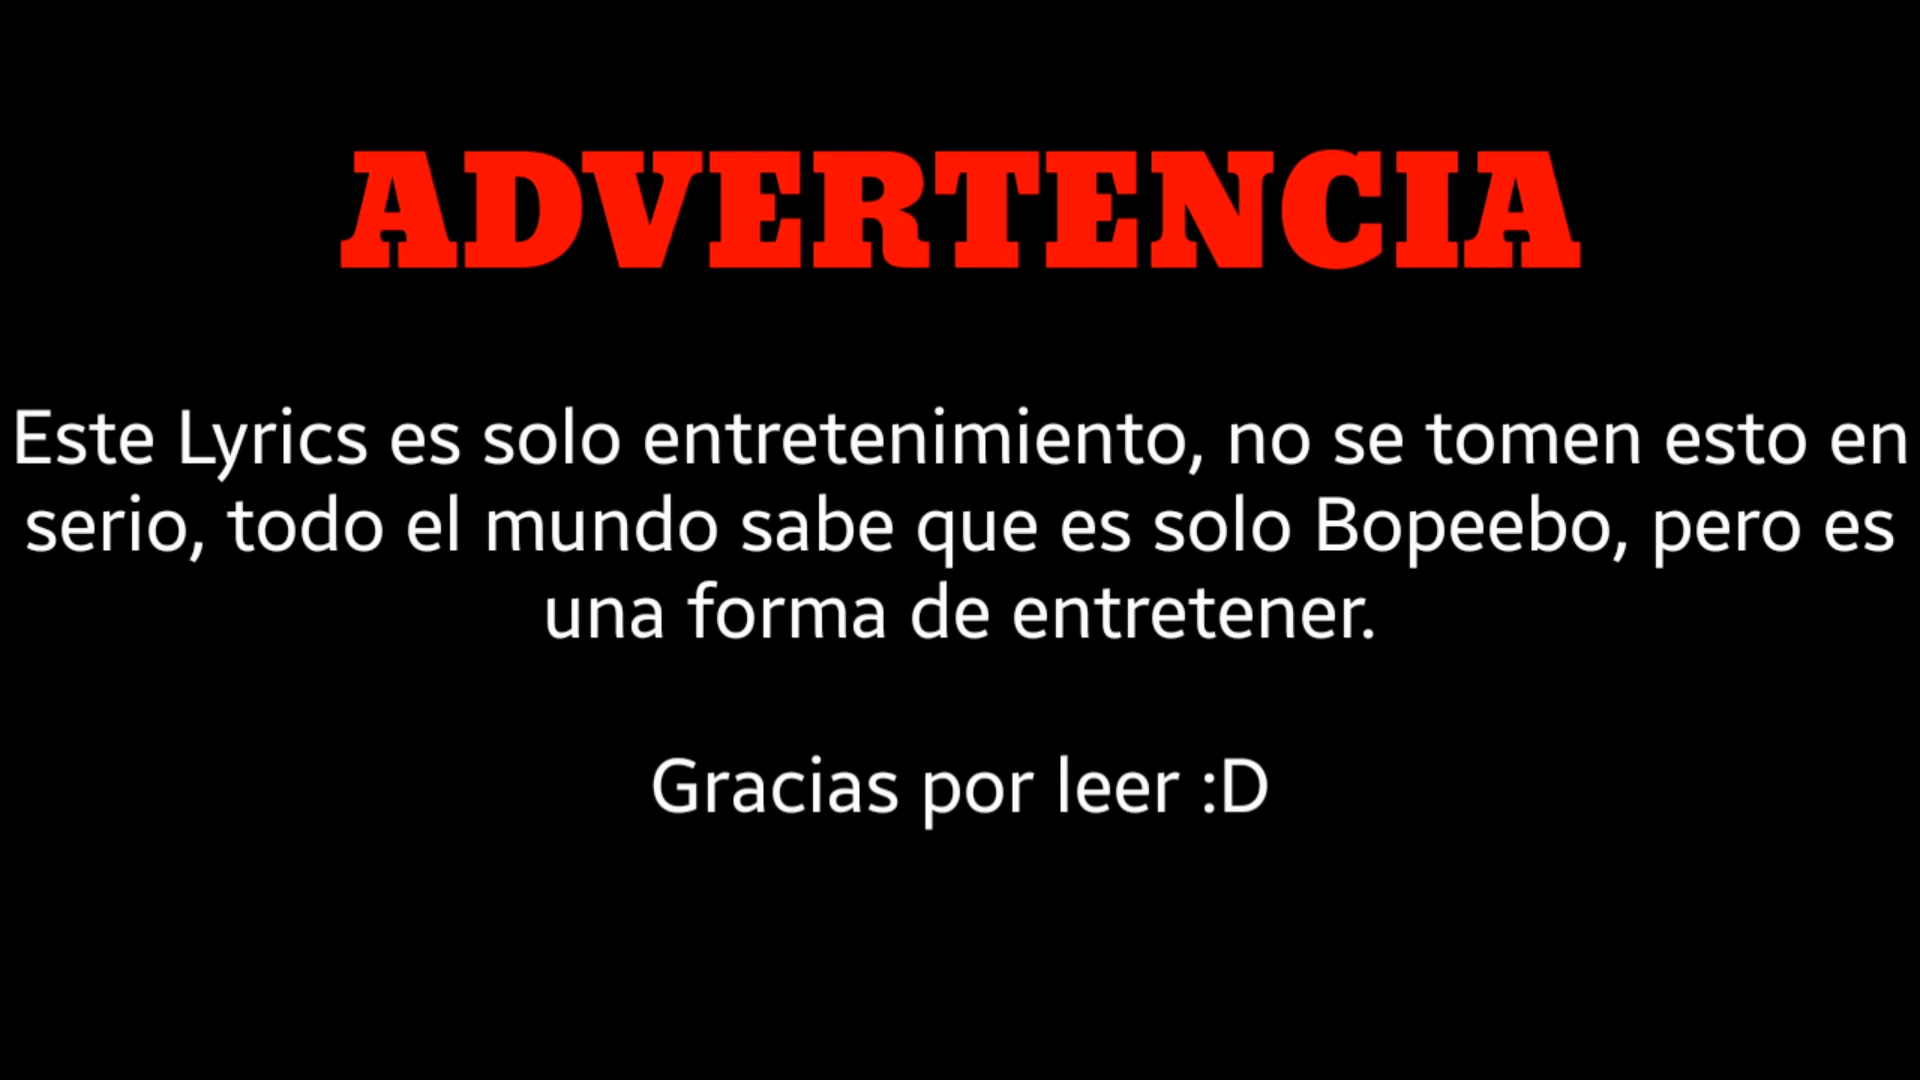 ADVERTENCIA
Este Lyrics es solo entretenimiento, no se tomen esto en
serio, todo el mundo sabe que es solo Bopeebo, pero es
una forma de entretener.
Gracias por leer :D